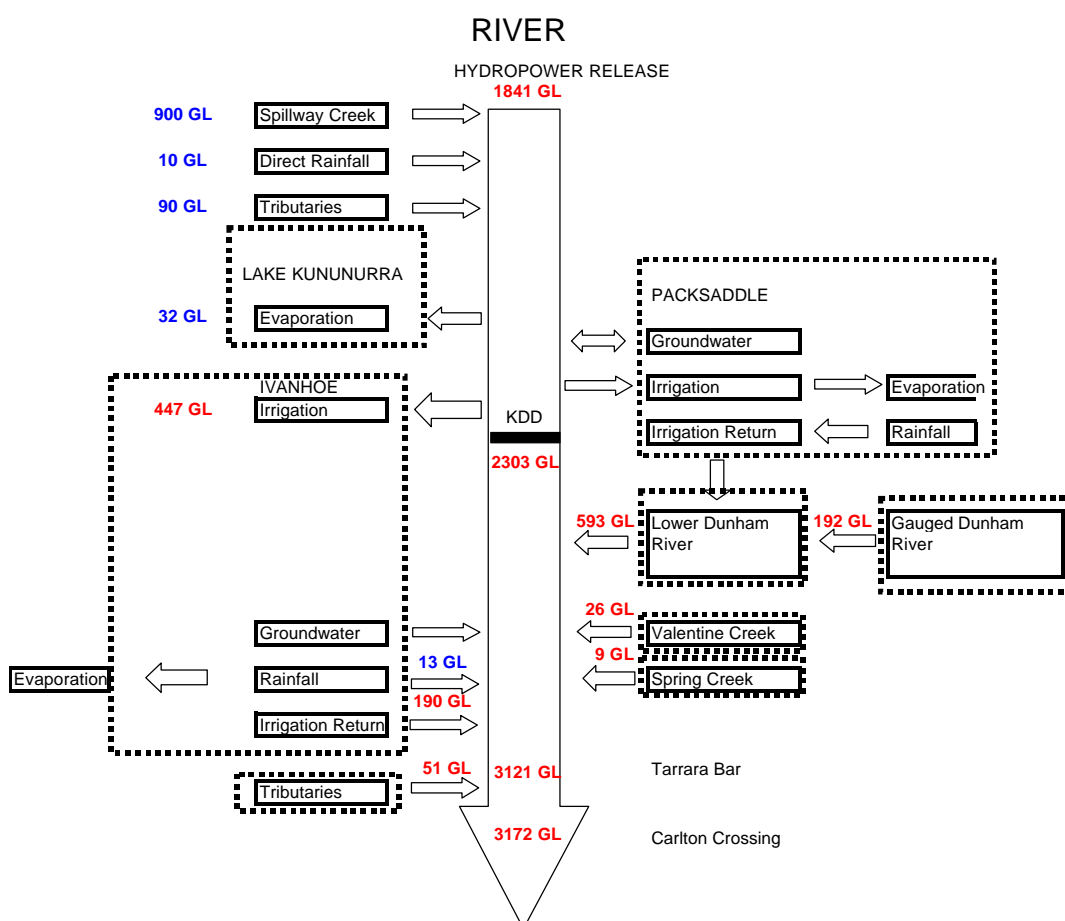 RIVER
HYDROPOWER RELEASE
1841 GL
900 GL Spillway Creek
10 GL Direct Rainfall
90 GL Tributaries
LAKE KUNUNURRA
32 GL Evaporation
PACKSADDLE
Groundwater
Irrigation Evaporation
Irrigation Return Rainfall
IVANHOE
447 GL Irrigation
KDD
2303 GL
593 GL Lower Dunham River
192 GL Gauged Dunham River
26 GL Valentine Creek
9 GL Spring Creek
Groundwater
Evaporation Rainfall 13 GL
190 GL
Irrigation Return
51 GL 3121 GL Tarrara Bar
Tributaries
3172 GL Carlton Crossing